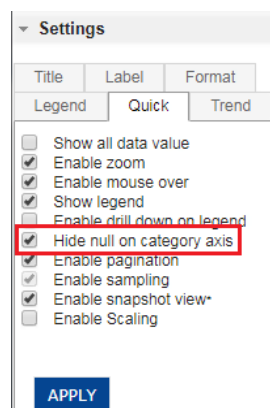 Settings
Title Label Format
Legend Quick Trend
Show all data value
Enable zoom
Enable mouse over
Show legend
Enable drill down on legend
Hide null on category axis
Enable pagination
Enable sampling
Enable snapshot view*
Enable Scaling
APPLY